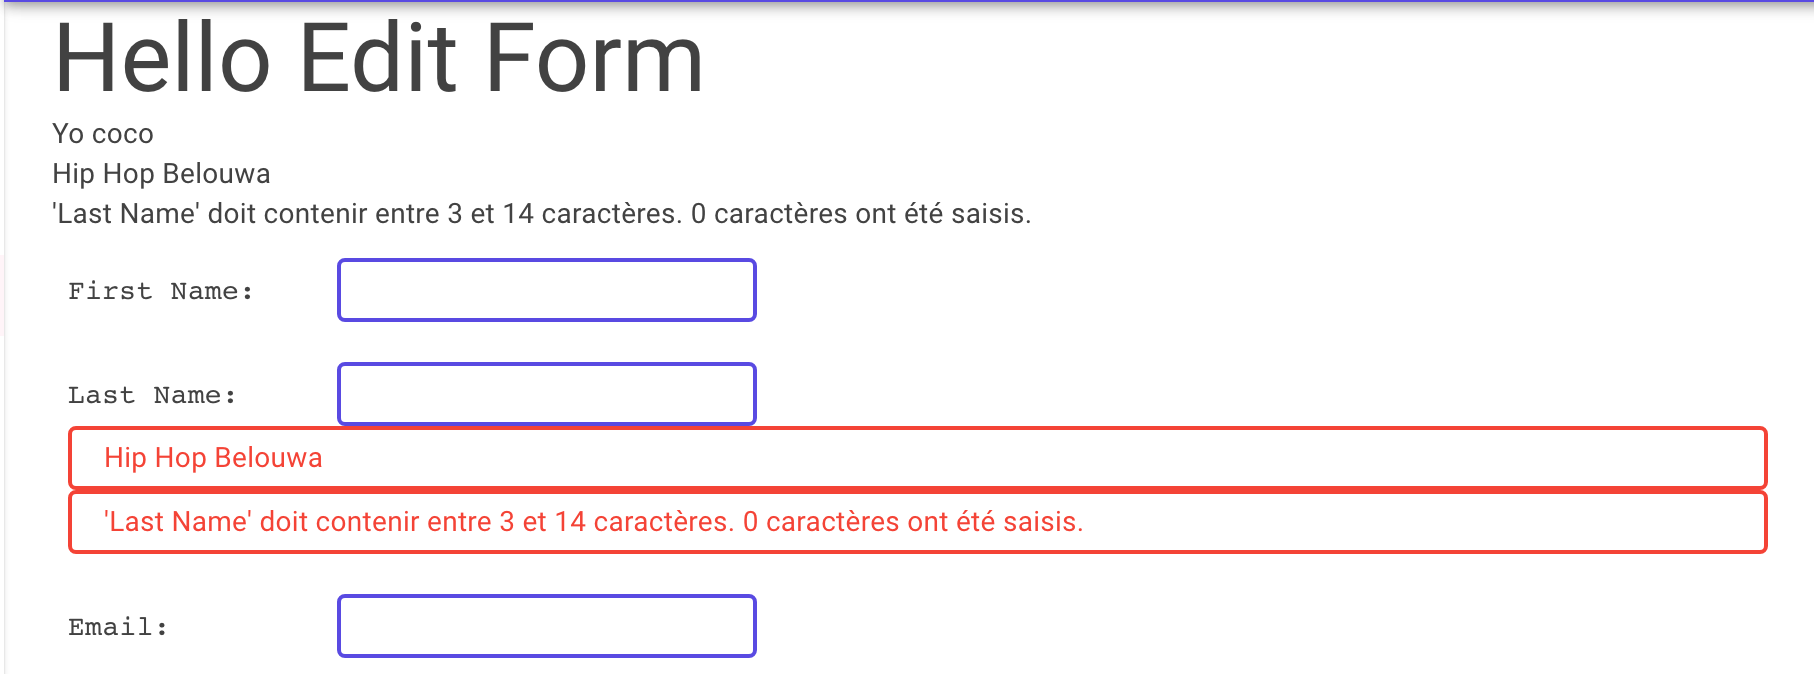 Hello Edit Form
Yo coco
Hip Hop Belouwa
'Last Name' doit contenir entre 3 et 14 caractères. 0 caractères ont été saisis.
First Name:
Last Name:
Hip Hop Belouwa
'Last Name' doit contenir entre 3 et 14 caractères. 0 caractères ont été saisis.
Email: